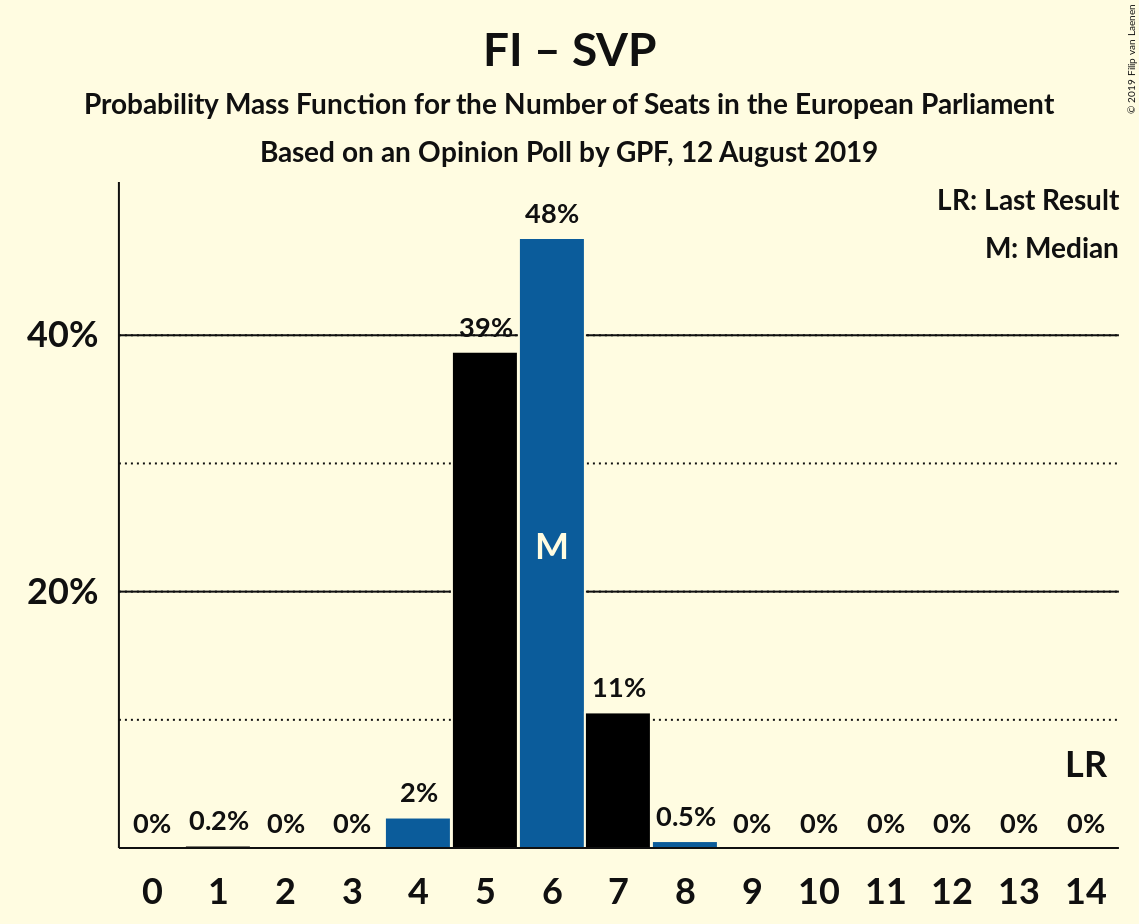 FI – SVP
Probability Mass Function for the Number of Seats in the European Parliament
Based on an Opinion Poll by GPF, 12 August 2019
© 2019 Filip van Laenen
LR: Last Result
M: Median
48%
40%
39%
M
20%
11%
LR
0% 0.2% 0% 0% 2% 0.5% 0% 0% 0% 0% 0% 0%
0 1 2 3 4 5 6 7 8 9 10 11 12 13 14